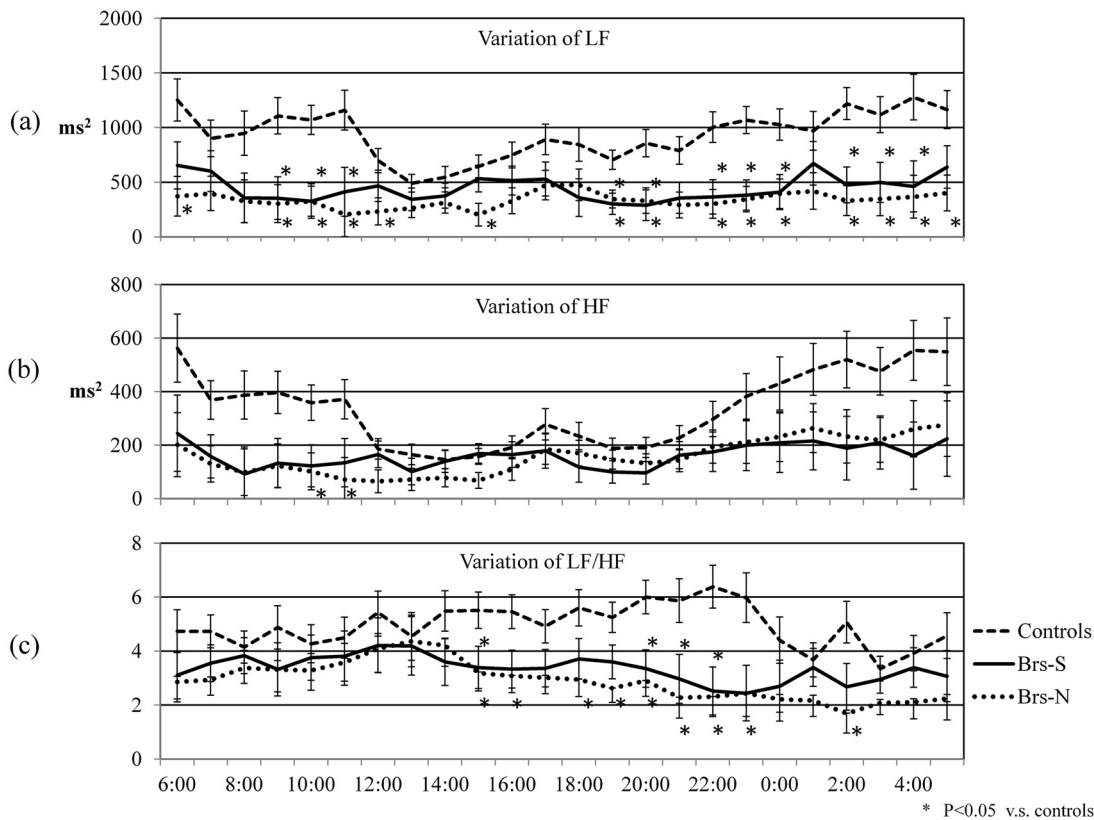 2000
Variation of LF
1500
(a)
ms²
1000
* * *
*
* * *
* *
* * *
500
* * * * *
*
* *
* * *
* * * *
0
800
Variation of HF
600
(b)
ms²
400
200
* *
0
8
Variation of LF/HF
6
(c)
* * * *
4
* * * * *
2
* * * *
0
6:00 8:00 10:00 12:00 14:00 16:00 18:00 20:00 22:00 0:00 2:00 4:00
Controls
Brs-S
Brs-N
* P<0.05 v.s. controls